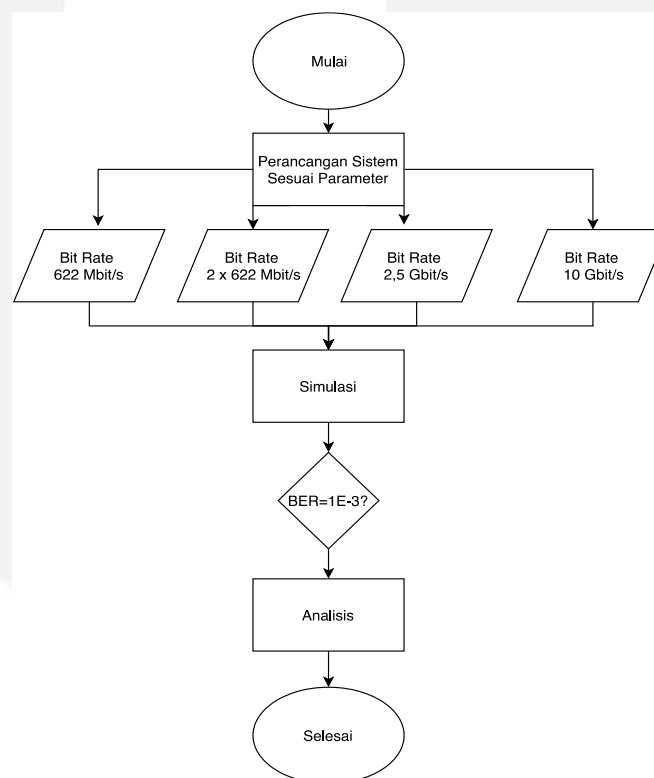 Mulai
Perancangan Sistem
Sesuai Parameter
Bit Rate
622 Mbit/s
Bit Rate
2 x 622 Mbit/s
Bit Rate
2,5 Gbit/s
Bit Rate
10 Gbit/s
Simulasi
BER=1E-3?
Analisis
Selesai